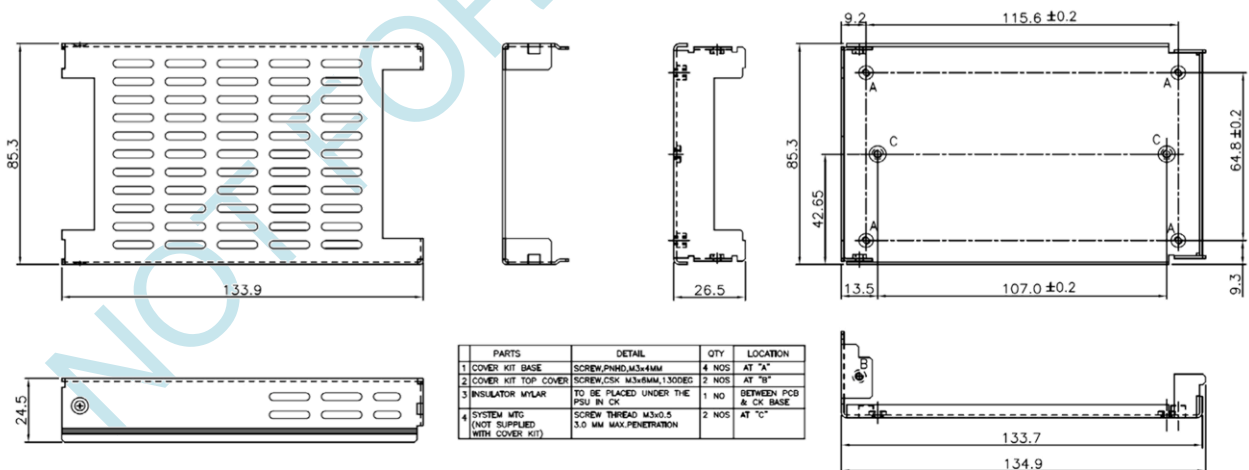 9.2
115.6 ±0.2
85.3
133.9
26.5
85.3
42.65
A
A
C
C
A
A
64.8±0.2
9.3
13.5
107.0 ±0.2
24.5
PARTS DETAIL QTY LOCATION
1 COVER KIT BASE SCREW,PNHD,M3x4MM 4 NOS AT "A"
2 COVER KIT TOP COVER SCREW,CSK M3x6MM,130DEG 2 NOS AT "B"
3 INSULATOR MYLAR TO BE PLACED UNDER THE PSU IN CK 1 NO BETWEEN PCB & CK BASE
4 SYSTEM MTG (NOT SUPPLIED WITH COVER KIT) SCREW THREAD M3x0.5 3.0 MM MAX.PENETRATION 2 NOS AT "C"
B
133.7
134.9
NOT FOR